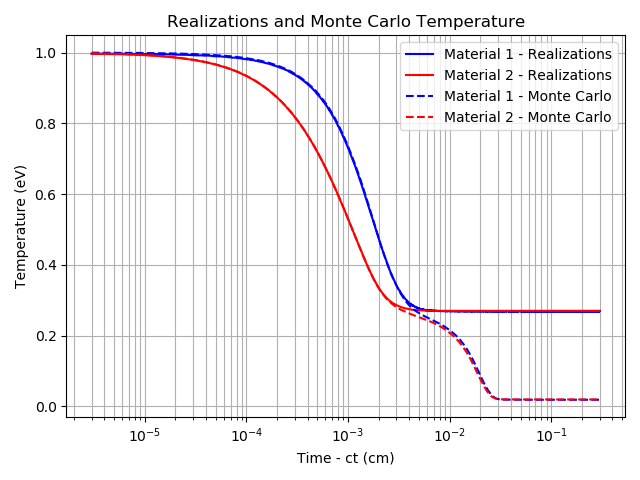 Realizations and Monte Carlo Temperature
Material 1 - Realizations
Material 2 - Realizations
Material 1 - Monte Carlo
Material 2 - Monte Carlo
Temperature (eV)
1.0
0.8
0.6
0.4
0.2
0.0
10⁻⁵
10⁻⁴
10⁻³
10⁻²
10⁻¹
Time - ct (cm)